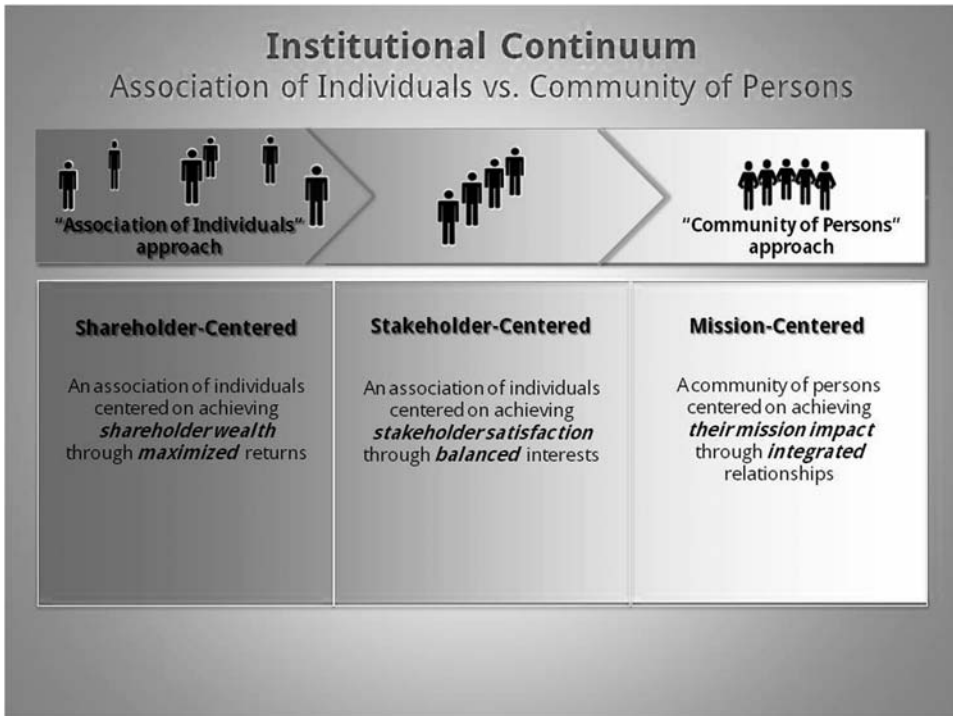 Institutional Continuum
Association of Individuals vs. Community of Persons
"Association of Individuals"
approach
"Community of Persons"
approach
Shareholder-Centered
An association of individuals
centered on achieving
shareholder wealth
through maximized returns
Stakeholder-Centered
An association of individuals
centered on achieving
stakeholder satisfaction
through balanced interests
Mission-Centered
A community of persons
centered on achieving
their mission impact
through integrated
relationships